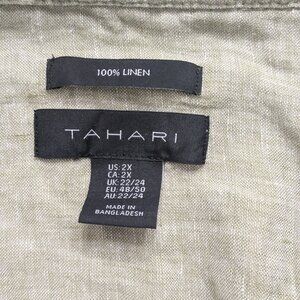 100% LINEN
TAHARI
US: 2X
CA: 2X
UK: 22/24
EU: 48/50
AU: 22/24
MADE IN
BANGLADESH